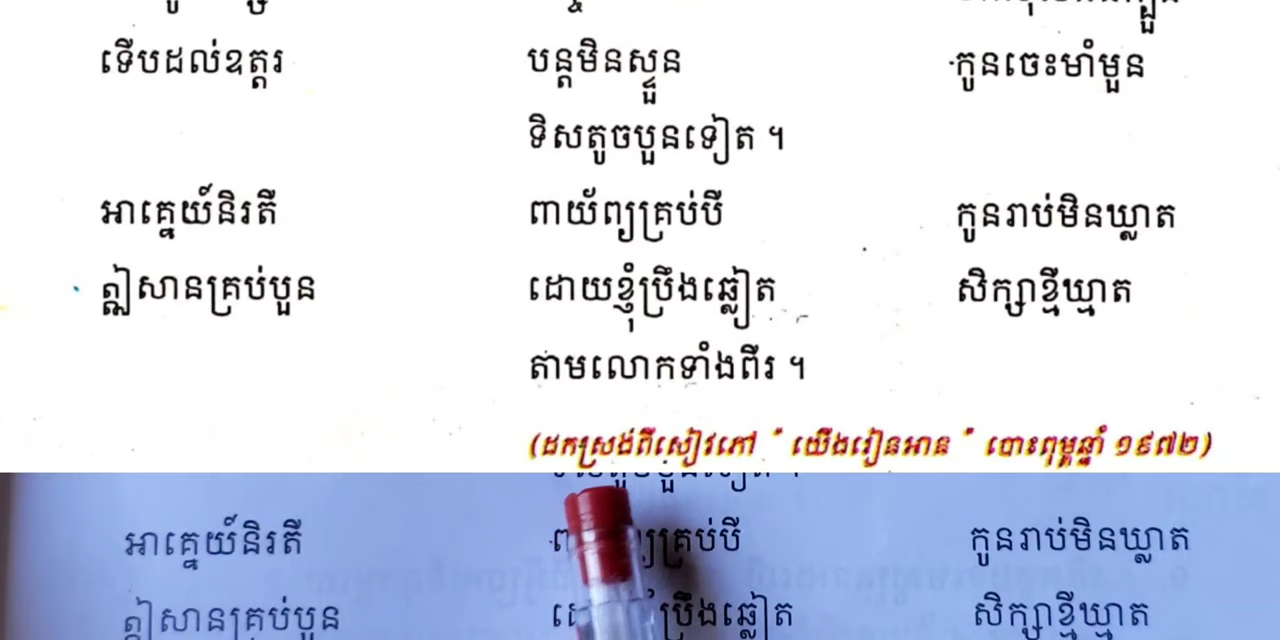 ទើបដល់ឧត្តរ បន្តមិនស្ទួន កូនចេះមាំមួន
ទិសតូចបួនទៀត ។
អាគ្នេយ៍និរតី ពាយ័ព្យគ្រប់បី កូនរាប់មិនឃ្លាត
ឦសានគ្រប់បួន ដោយខ្ញុំប្រឹងឆ្លៀត សិក្សាខ្មីឃ្មាត
តាមលោកទាំងពីរ ។
(ដកស្រង់ពីសៀវភៅ " យើងរៀនអាន " បោះពុម្ពឆ្នាំ ១៩៧២)
អាគ្នេយ៍និរតី គ្រប់បី កូនរាប់មិនឃ្លាត
ឦសានគ្រប់បួន ប្រឹងឆ្លៀត សិក្សាខ្មីឃ្មាត